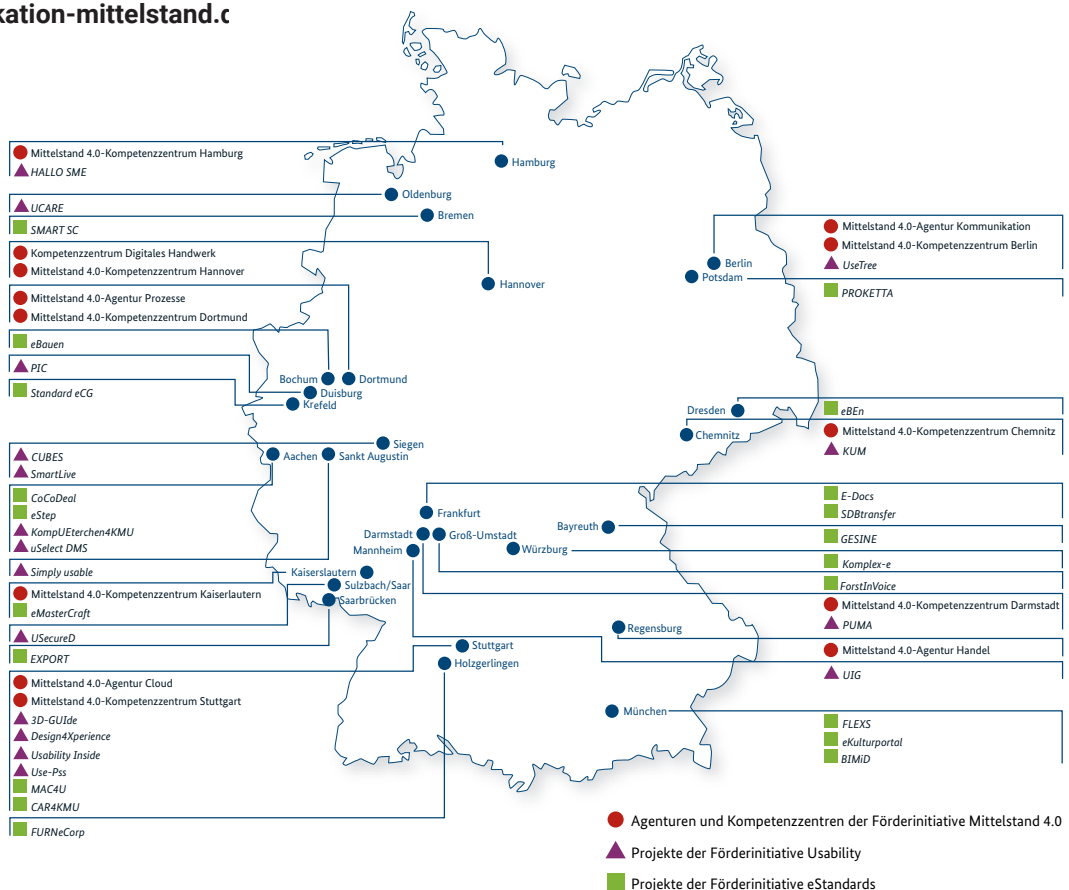 kation-mittelstand.d
Mittelstand 4.0-Kompetenzzentrum Hamburg
HALLO SME
UCARE
SMART SC
Kompetenzzentrum Digitales Handwerk
Mittelstand 4.0-Kompetenzzentrum Hannover
Mittelstand 4.0-Agentur Prozesse
Mittelstand 4.0-Kompetenzzentrum Dortmund
eBauen
PIC
Standard eCG
CUBES
SmartLive
CoCoDeal
eStep
KompUEterchen4KMU
uSelect DMS
Simply usable
Mittelstand 4.0-Kompetenzzentrum Kaiserlautern
eMasterCraft
USecureD
EXPORT
Mittelstand 4.0-Agentur Cloud
Mittelstand 4.0-Kompetenzzentrum Stuttgart
3D-GUIde
Design4Xperience
Usability Inside
Use-Pss
MAC4U
CAR4KMU
FURNeCorp
Hamburg
Oldenburg
Bremen
Hannover
Berlin
Potsdam
Bochum
Dortmund
Duisburg
Krefeld
Dresden
Chemnitz
Siegen
Aachen
Sankt Augustin
Frankfurt
Bayreuth
Darmstadt
Groß-Umstadt
Mannheim
Würzburg
Kaiserslautern
Sulzbach/Saar
Saarbrücken
Regensburg
Stuttgart
Holzgerlingen
München
Mittelstand 4.0-Agentur Kommunikation
Mittelstand 4.0-Kompetenzzentrum Berlin
UseTree
PROKETTA
eBEn
Mittelstand 4.0-Kompetenzzentrum Chemnitz
KUM
E-Docs
SDBtransfer
GESINE
Komplex-e
ForstInVoice
Mittelstand 4.0-Kompetenzzentrum Darmstadt
PUMA
Mittelstand 4.0-Agentur Handel
UIG
FLEXS
eKulturportal
BIMiD
Agenturen und Kompetenzzentren der Förderinitiative Mittelstand 4.0
Projekte der Förderinitiative Usability
Projekte der Förderinitiative eStandards